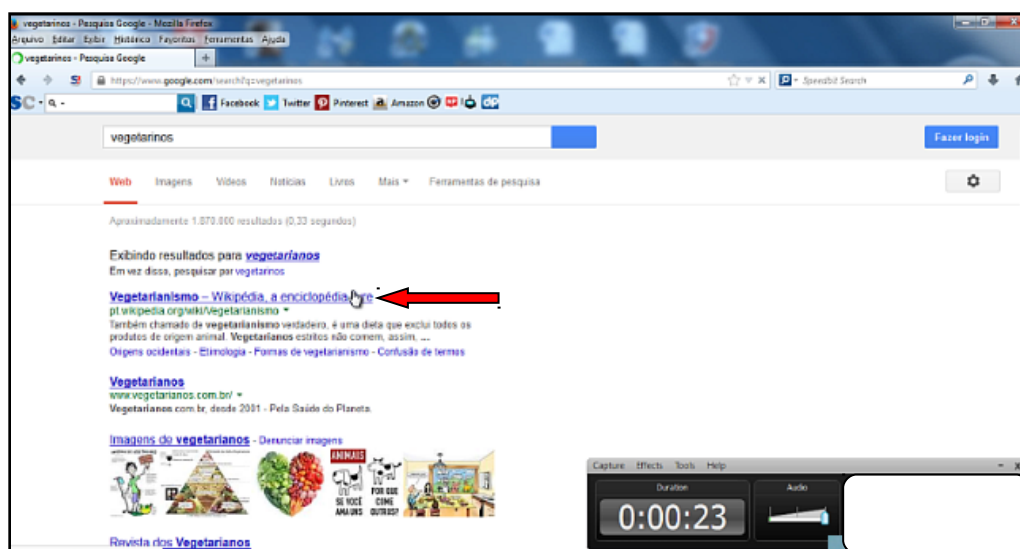 vegetarinos - Pesquisa Google - Mozilla Firefox
Arquivo Editar Exibir Histórico Favoritos Ferramentas Ajuda
vegetarinos - Pesquisa Google +
https://www.google.com/search?q=vegetarinos Speedbit Search
Facebook Twitter Pinterest Amazon
vegetarinos Fazer login
Web Imagens Vídeos Notícias Livros Mais Ferramentas de pesquisa
Aproximadamente 1.870.000 resultados (0,33 segundos)
Exibindo resultados para vegetarianos
Em vez disso, pesquisar por vegetarinos
Vegetarianismo – Wikipédia, a enciclopédia
pt.wikipedia.org/wiki/Vegetarianismo
Também chamado de vegetarianismo verdadeiro, é uma dieta que exclui todos os
produtos de origem animal. Vegetarianos estritos não comem, assim, ...
Origens ocidentais - Etimologia - Formas de vegetarianismo - Confusão de termos
Vegetarianos
www.vegetarianos.com.br/
Vegetarianos.com.br, desde 2001 - Pela Saúde do Planeta.
Imagens de vegetarianos - Denunciar imagens
ANIMAIS
SE VOCÊ
AMA UNS
POR QUE
COME
OUTROS?
Revista dos Vegetarianos
Capture Effects Tools Help
Duration Audio
0:00:23